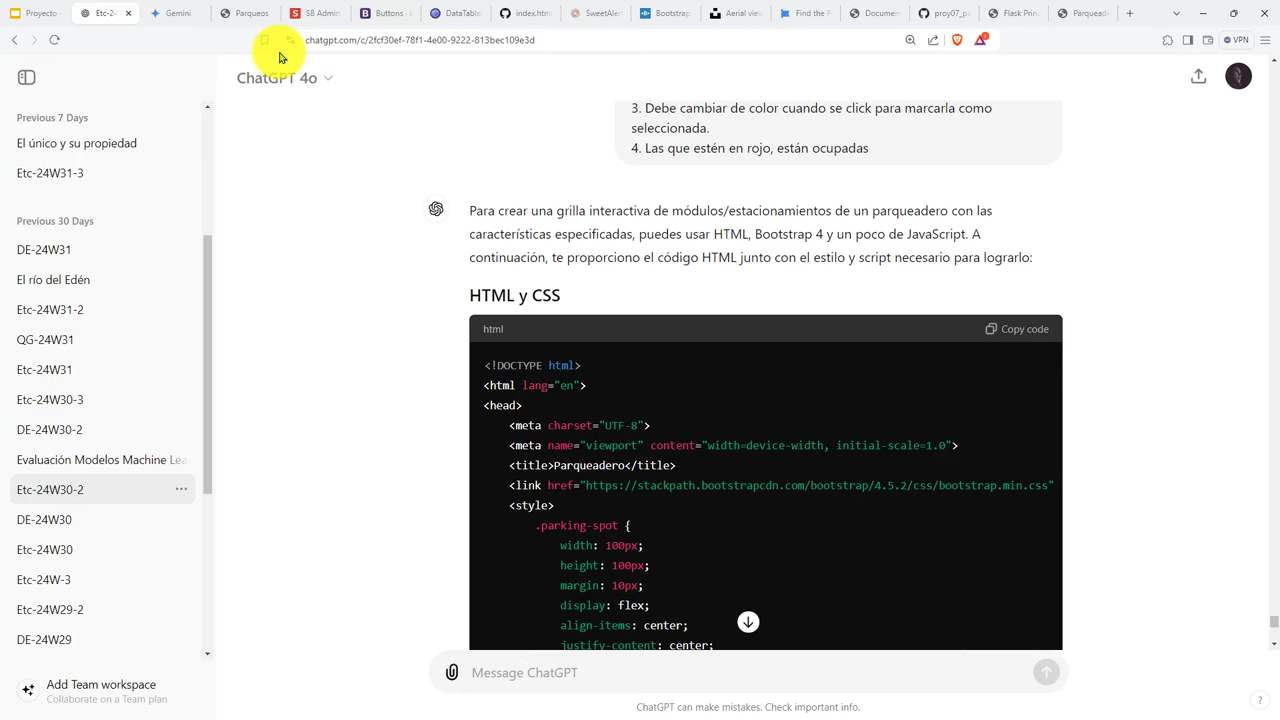 Proyecto
Etc-2
Gemini
Parqueos
SB Admin
Buttons -
DataTable
index.htm
SweetAler
Bootstrap
Aerial view
Find the P
Document
proy07_pa
Flask Princ
Parquead
chatgpt.com/c/2fcf30ef-78f1-4e00-9222-813bec109e3d
VPN
ChatGPT 4o
Previous 7 Days
El único y su propiedad
Etc-24W31-3
Previous 30 Days
DE-24W31
El río del Edén
Etc-24W31-2
QG-24W31
Etc-24W31
Etc-24W30-3
DE-24W30-2
Evaluación Modelos Machine Lea
Etc-24W30-2
DE-24W30
Etc-24W30
Etc-24W-3
Etc-24W29-2
DE-24W29
Add Team workspace
Collaborate on a Team plan
3. Debe cambiar de color cuando se click para marcarla como
seleccionada.
4. Las que estén en rojo, están ocupadas
Para crear una grilla interactiva de módulos/estacionamientos de un parqueadero con las
características especificadas, puedes usar HTML, Bootstrap 4 y un poco de JavaScript. A
continuación, te proporciono el código HTML junto con el estilo y script necesario para lograrlo:
HTML y CSS
html
Copy code
<!DOCTYPE html>
<html lang="en">
<head>
<meta charset="UTF-8">
<meta name="viewport" content="width=device-width, initial-scale=1.0">
<title>Parqueadero</title>
<link href="https://stackpath.bootstrapcdn.com/bootstrap/4.5.2/css/bootstrap.min.css"
<style>
.parking-spot {
width: 100px;
height: 100px;
margin: 10px;
display: flex;
align-items: center;
justify-content: center;
Message ChatGPT
ChatGPT can make mistakes. Check important info.
?